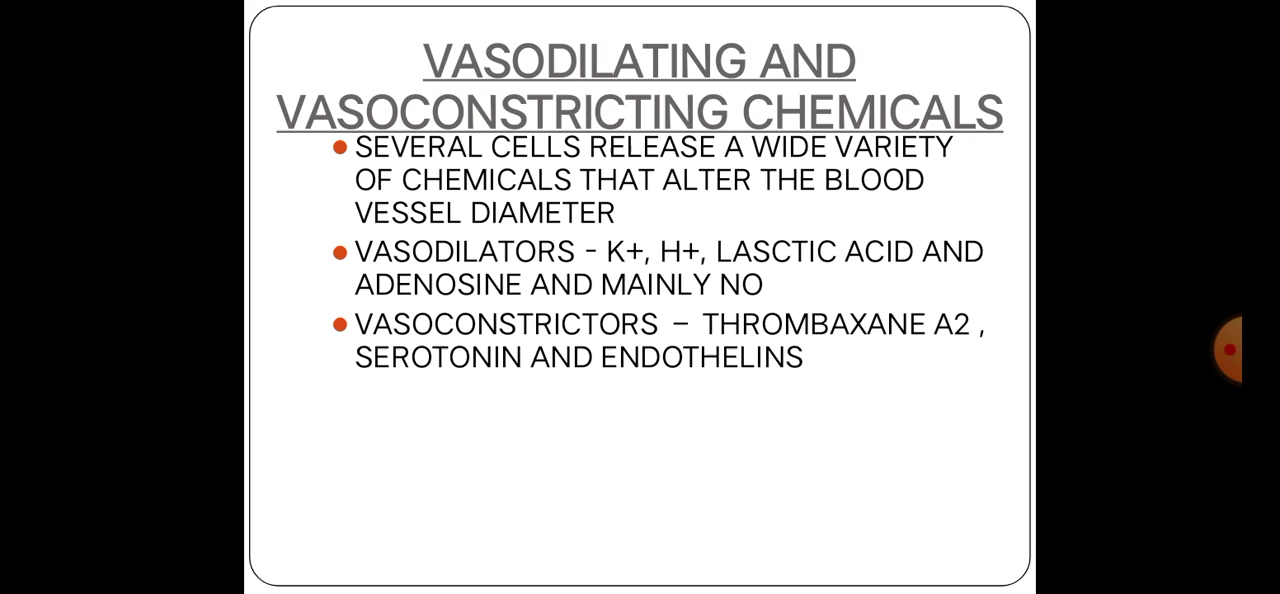 VASODILATING AND
VASOCONSTRICTING CHEMICALS
SEVERAL CELLS RELEASE A WIDE VARIETY
OF CHEMICALS THAT ALTER THE BLOOD
VESSEL DIAMETER
VASODILATORS - K+, H+, LASCTIC ACID AND
ADENOSINE AND MAINLY NO
VASOCONSTRICTORS – THROMBAXANE A2 ,
SEROTONIN AND ENDOTHELINS